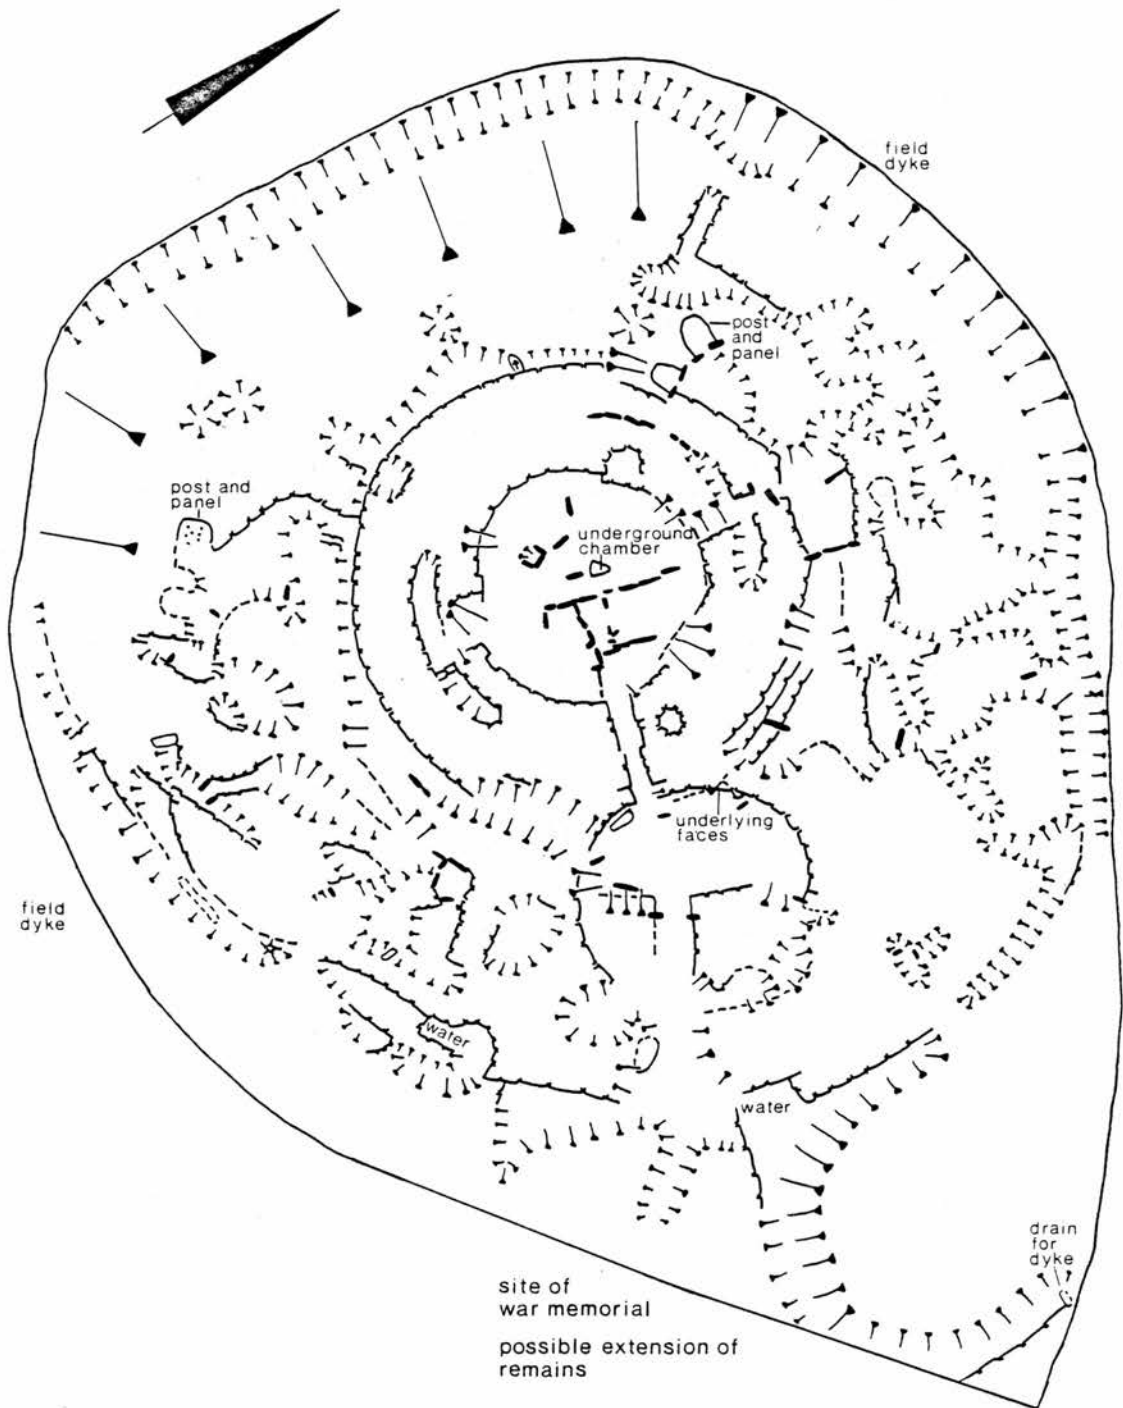 field
dyke
post
and
panel
post and
panel
underground
chamber
underlying
faces
field
dyke
water
water
drain
for
dyke
site of
war memorial
possible extension of
remains